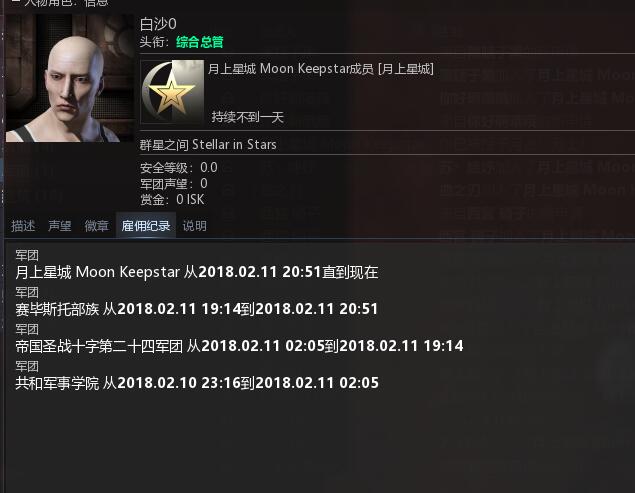 人物角色：信息
白沙0
头衔：综合总管
月上星城 Moon Keepstar成员 [月上星城]
持续不到一天
群星之间 Stellar in Stars
安全等级：0.0
军团声望：0
赏金：0 ISK
描述 声望 徽章 雇佣纪录 说明
军团
月上星城 Moon Keepstar 从2018.02.11 20:51直到现在
军团
赛毕斯托部族 从2018.02.11 19:14到2018.02.11 20:51
军团
帝国圣战十字第二十四军团 从2018.02.11 02:05到2018.02.11 19:14
军团
共和军事学院 从2018.02.10 23:16到2018.02.11 02:05